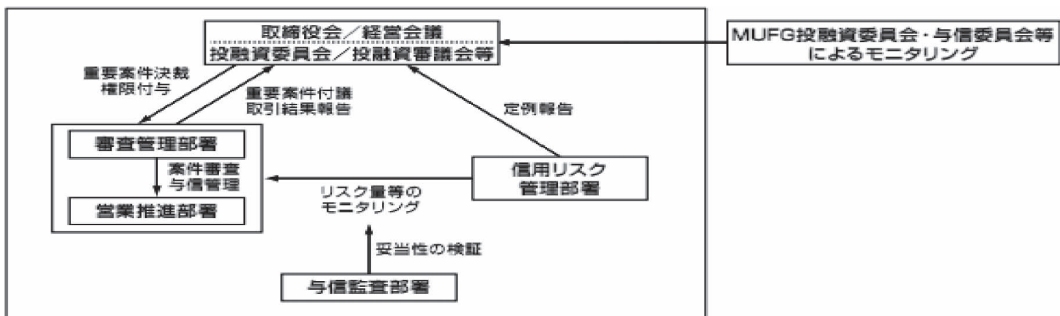 取締役会／経営会議
投融資委員会／投融資審議会等
MUFG投融資委員会・与信委員会等
によるモニタリング
重要案件決裁
権限付与
重要案件付議
取引結果報告
定例報告
審査管理部署
案件審査
与信管理
営業推進部署
リスク量等の
モニタリング
信用リスク
管理部署
妥当性の検証
与信監査部署